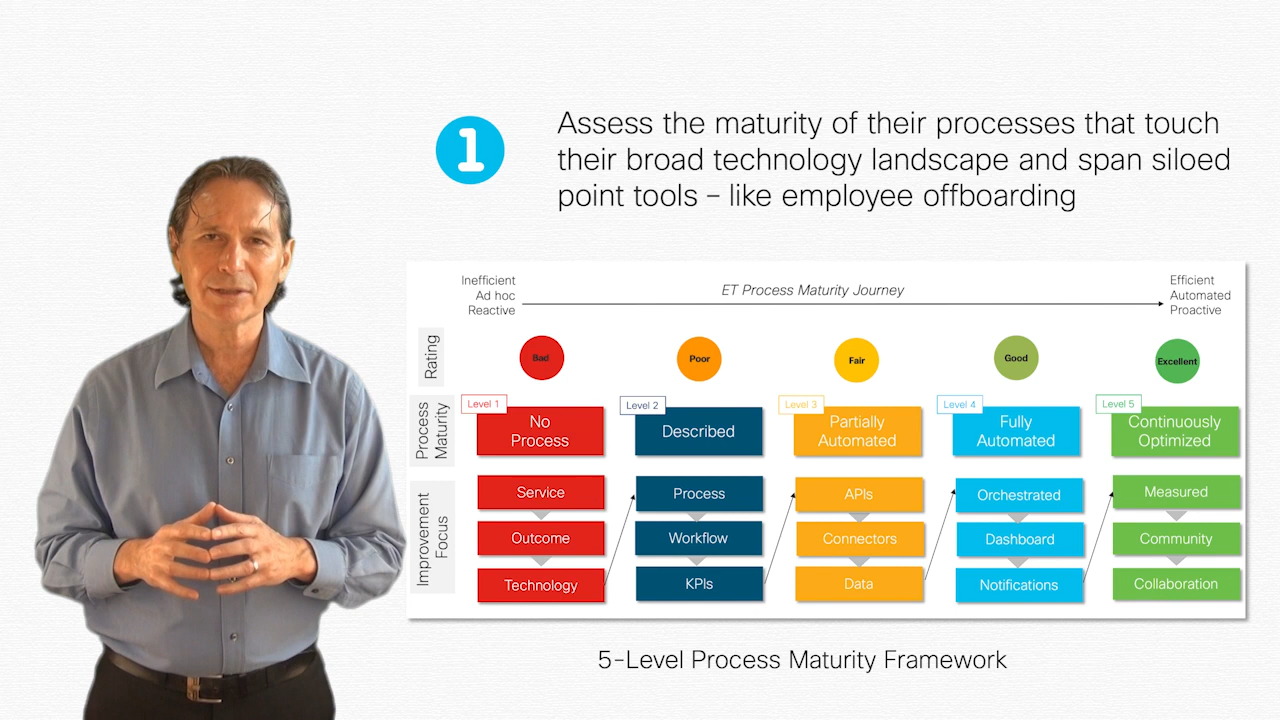 1
Assess the maturity of their processes that touch
their broad technology landscape and span siloed
point tools – like employee offboarding
Inefficient
Ad hoc
Reactive
ET Process Maturity Journey
Efficient
Automated
Proactive
Rating
Bad
Poor
Fair
Good
Excellent
Process
Maturity
Level 1
No
Process
Level 2
Described
Level 3
Partially
Automated
Level 4
Fully
Automated
Level 5
Continuously
Optimized
Improvement
Focus
Service
Outcome
Technology
Process
Workflow
KPIs
APIs
Connectors
Data
Orchestrated
Dashboard
Notifications
Measured
Community
Collaboration
5-Level Process Maturity Framework